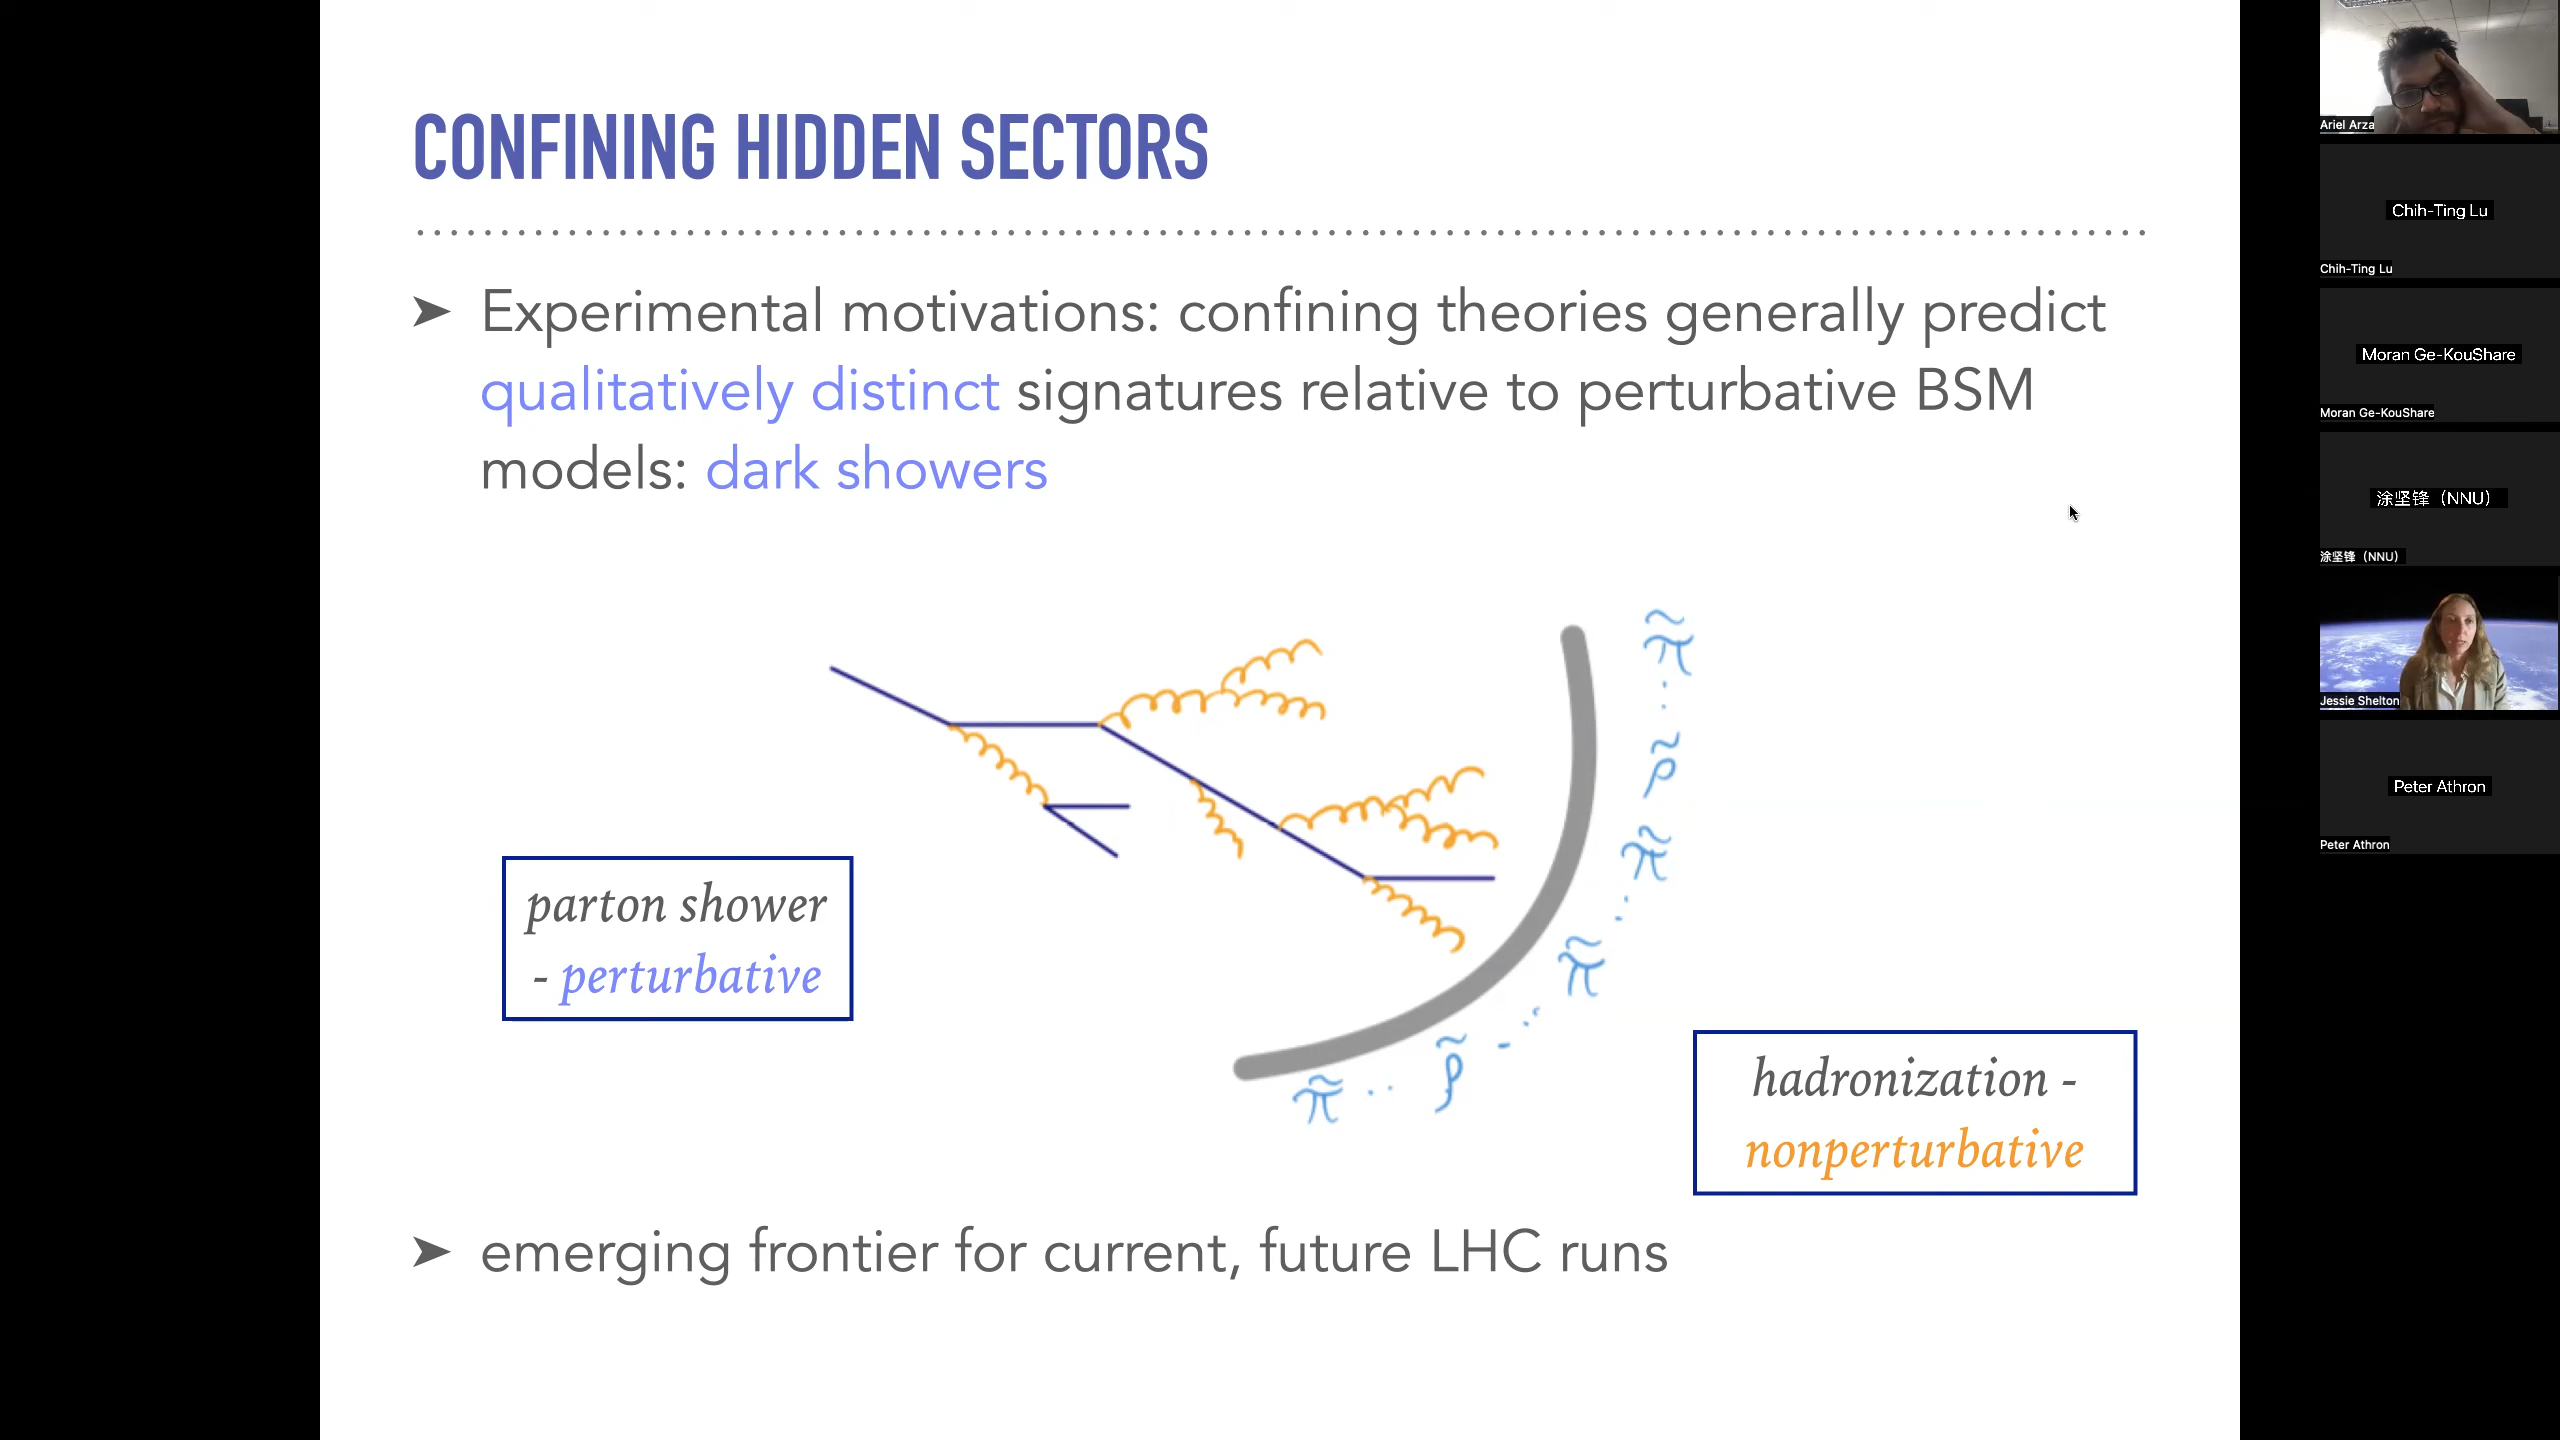 CONFINING HIDDEN SECTORS
➤ Experimental motivations: confining theories generally predict
qualitatively distinct signatures relative to perturbative BSM
models: dark showers
π̃
ρ̃
π̃
π̃
ρ̃
π̃
parton shower
- perturbative
hadronization -
nonperturbative
➤ emerging frontier for current, future LHC runs
Ariel Arza
Chih-Ting Lu
Chih-Ting Lu
Moran Ge-KouShare
Moran Ge-KouShare
涂坚锋（NNU）
涂坚锋（NNU）
Jessie Shelton
Peter Athron
Peter Athron